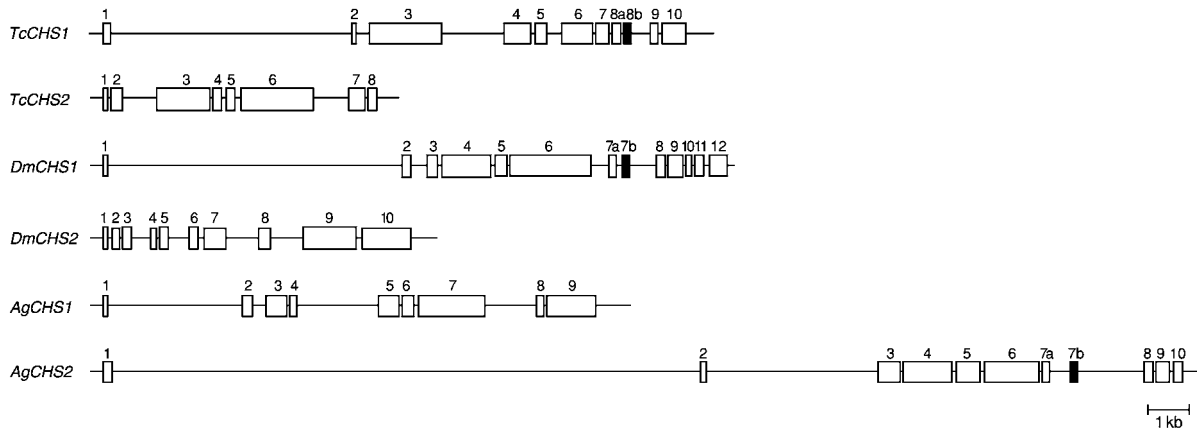 1 2 3 4 5 6 7 8a 8b 9 10
TcCHS1
1 2 3 4 5 6 7 8
TcCHS2
1 2 3 4 5 6 7a 7b 8 9 10 11 12
DmCHS1
1 2 3 4 5 6 7 8 9 10
DmCHS2
1 2 3 4 5 6 7 8 9
AgCHS1
1 2 3 4 5 6 7a 7b 8 9 10
AgCHS2
1 kb